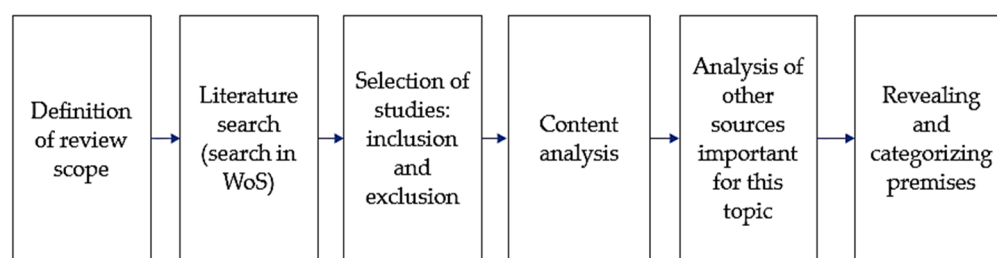 Definition
of review
scope
Literature
search
(search in
WoS)
Selection of
studies:
inclusion
and
exclusion
Content
analysis
Analysis of
other
sources
important
for this
topic
Revealing
and
categorizing
premises